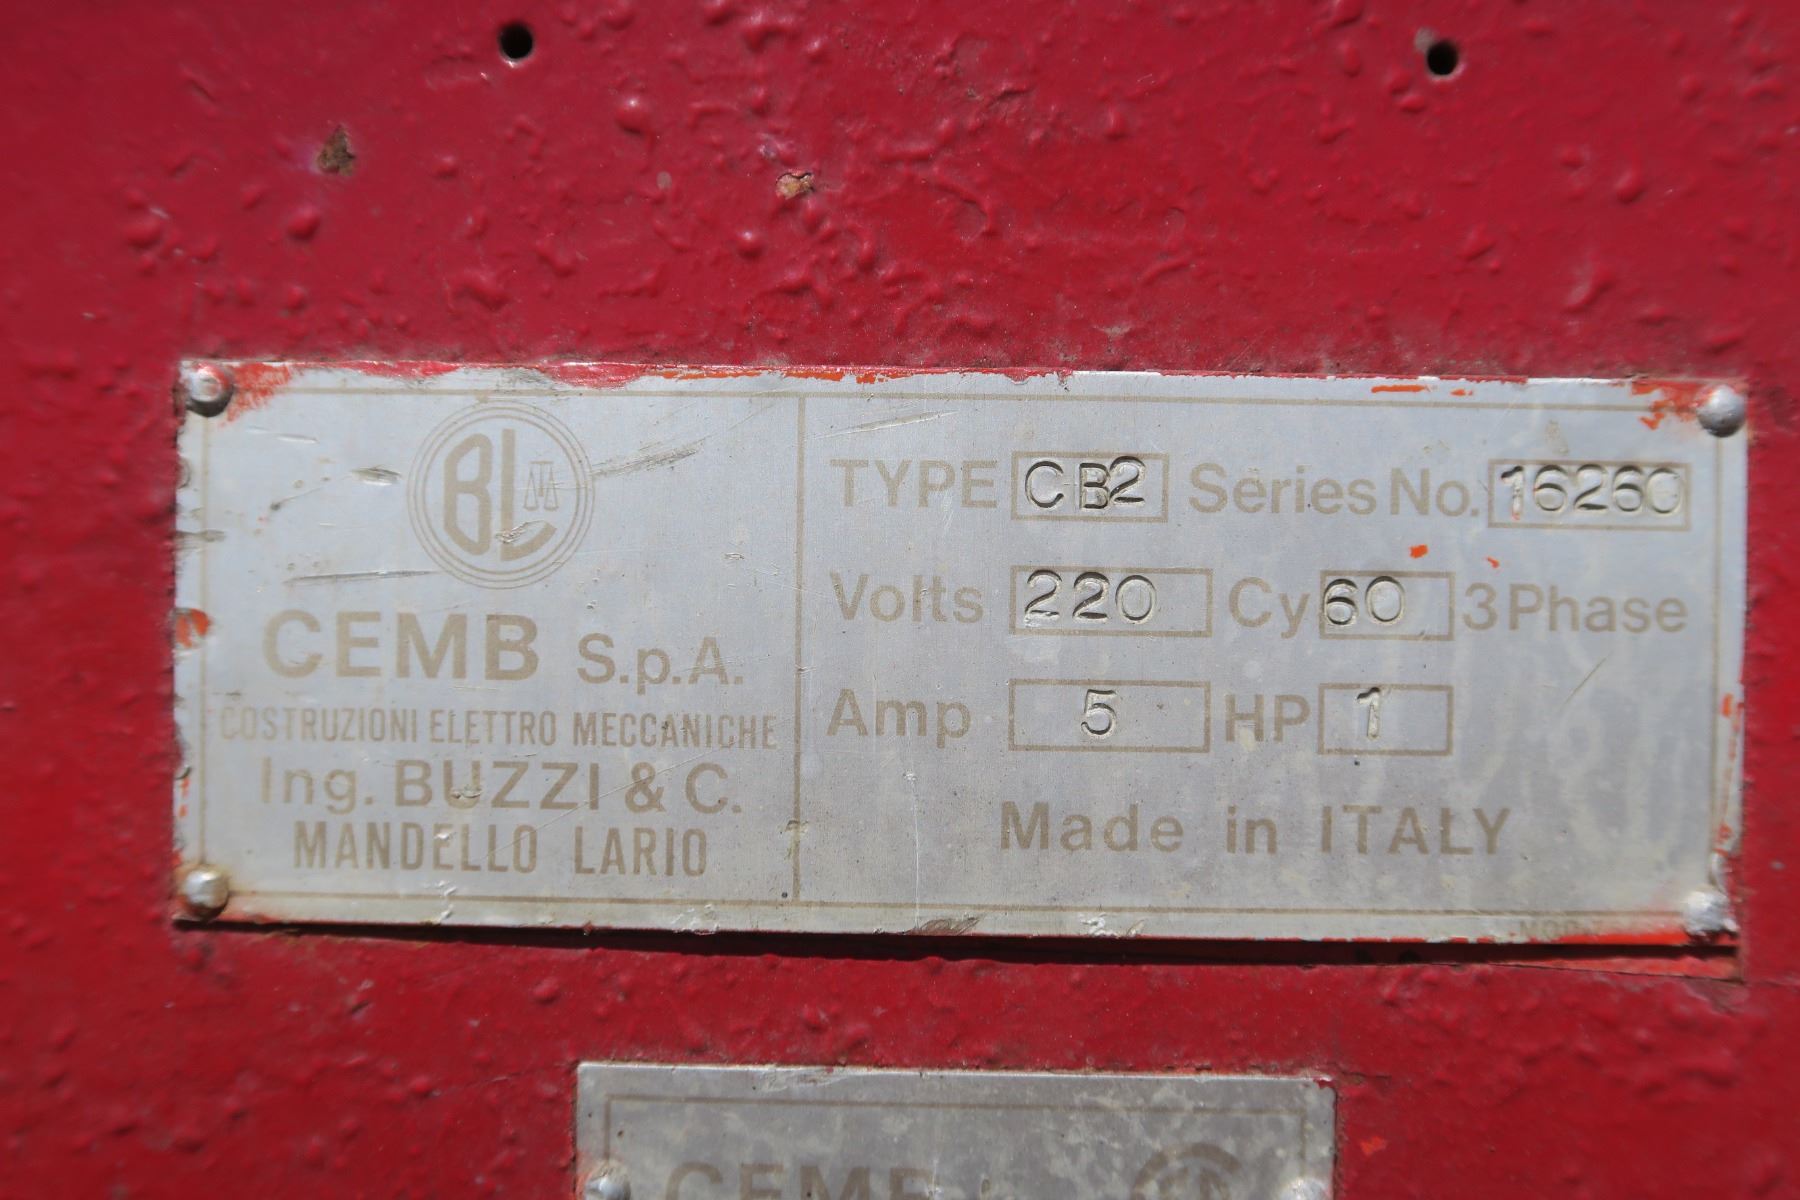 BL
CEMB S.p.A.
COSTRUZIONI ELETTRO MECCANICHE
Ing. BUZZI & C.
MANDELLO LARIO
TYPE CB2 Series No. 16260
Volts 220 Cy 60 3 Phase
Amp 5 HP 1
Made in ITALY
CEMB